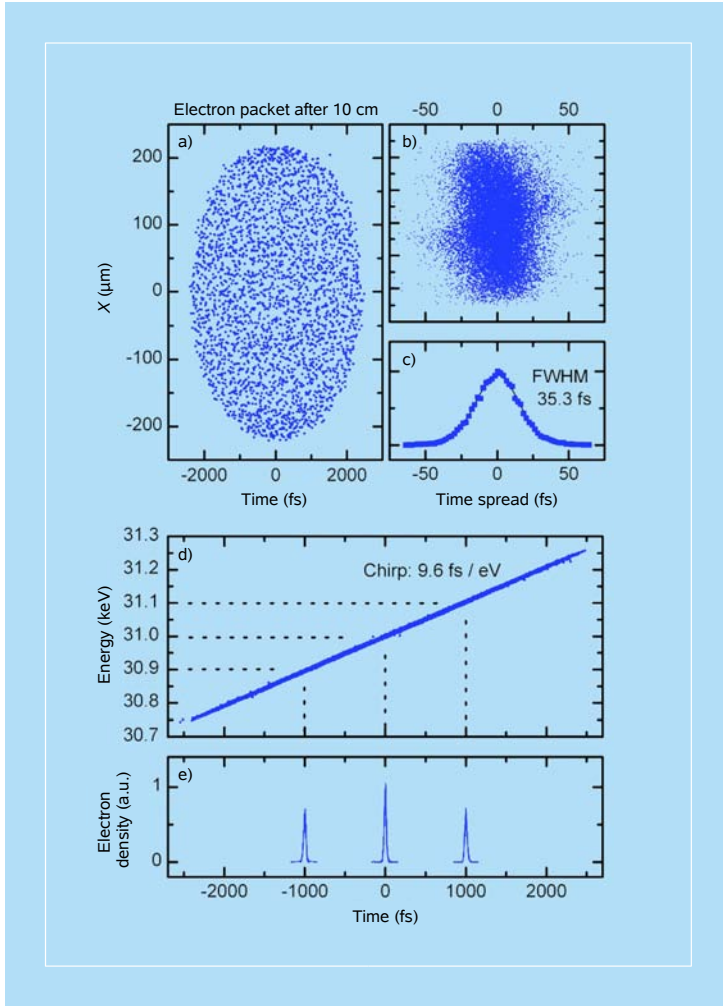 Electron packet after 10 cm
-50 0 50
a)
b)
200
100
0
-100
-200
X (μm)
c)
FWHM
35.3 fs
-2000 0 2000
-50 0 50
Time (fs)
Time spread (fs)
31.3
31.2
31.1
31.0
30.9
30.8
30.7
Energy (keV)
d)
Chirp: 9.6 fs / eV
e)
1
0
Electron
density (a.u.)
-2000 -1000 0 1000 2000
Time (fs)